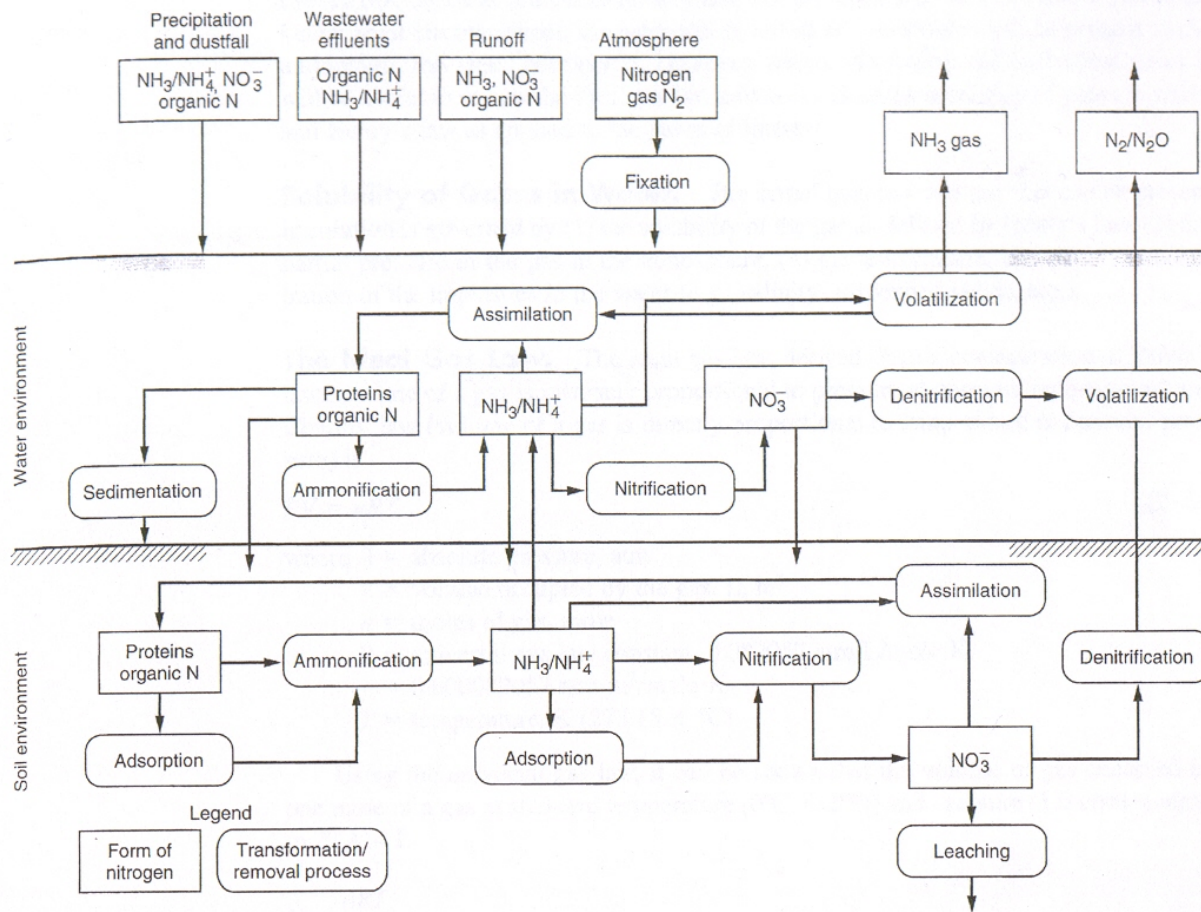 Precipitation
and dustfall
NH₃/NH₄⁺, NO₃⁻
organic N
Wastewater
effluents
Organic N
NH₃/NH₄⁺
Runoff
NH₃, NO₃⁻
organic N
Atmosphere
Nitrogen
gas N₂
Fixation
NH₃ gas
N₂/N₂O
Water environment
Assimilation
Volatilization
Proteins
organic N
NH₃/NH₄⁺
NO₃⁻
Denitrification
Volatilization
Sedimentation
Ammonification
Nitrification
Soil environment
Assimilation
Proteins
organic N
Ammonification
NH₃/NH₄⁺
Nitrification
Denitrification
Adsorption
Adsorption
NO₃⁻
Leaching
Legend
Form of
nitrogen
Transformation/
removal process